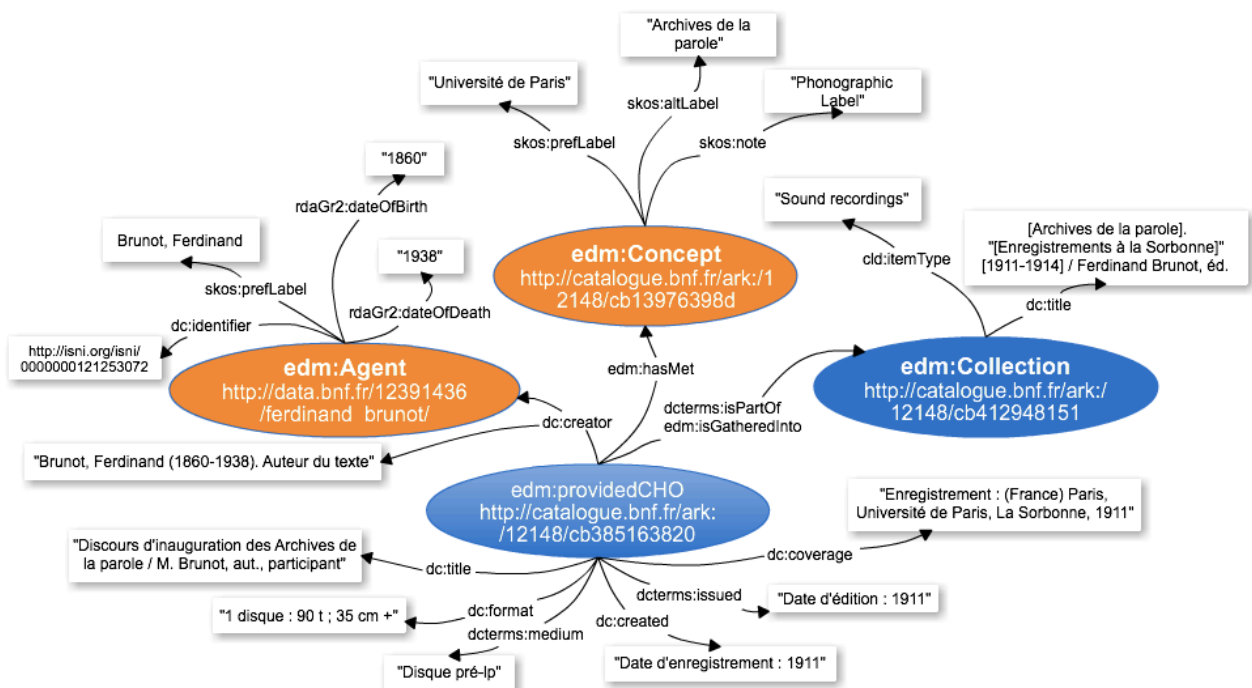 "Archives de la
parole"
"Université de Paris"
"Phonographic
Label"
skos:altLabel
skos:prefLabel
skos:note
"1860"
rdaGr2:dateOfBirth
"Sound recordings"
[Archives de la parole].
"[Enregistrements à la Sorbonne]"
[1911-1914] / Ferdinand Brunot, éd.
Brunot, Ferdinand
"1938"
edm:Concept
http://catalogue.bnf.fr/ark:/1
2148/cb13976398d
cld:itemType
skos:prefLabel
rdaGr2:dateOfDeath
dc:title
dc:identifier
http://isni.org/isni/
0000000121253072
edm:Agent
http://data.bnf.fr/12391436
/ferdinand_brunot/
edm:hasMet
edm:Collection
http://catalogue.bnf.fr/ark:/
12148/cb412948151
dcterms:isPartOf
edm:isGatheredInto
dc:creator
"Brunot, Ferdinand (1860-1938). Auteur du texte"
edm:providedCHO
http://catalogue.bnf.fr/ark:
/12148/cb385163820
"Enregistrement : (France) Paris,
Université de Paris, La Sorbonne, 1911"
"Discours d'inauguration des Archives de
la parole / M. Brunot, aut., participant"
dc:title
dc:coverage
"1 disque : 90 t ; 35 cm +"
dc:format
dcterms:medium
dcterms:issued
dc:created
"Date d'édition : 1911"
"Disque pré-lp"
"Date d'enregistrement : 1911"